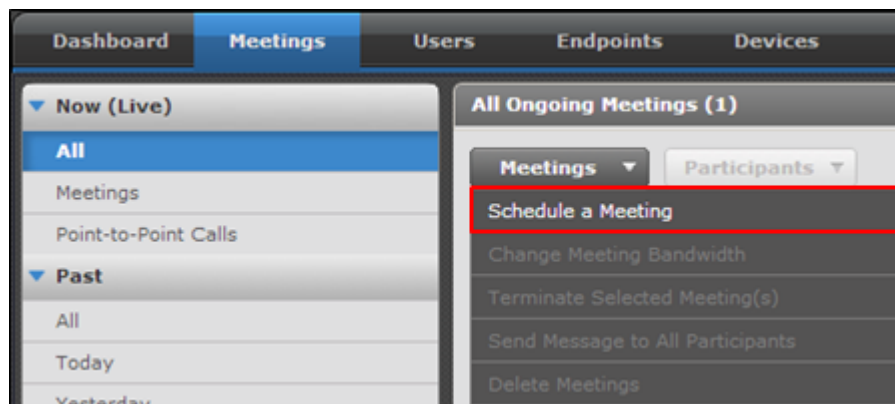 Dashboard Meetings Users Endpoints Devices
Now (Live)
All
Meetings
Point-to-Point Calls
Past
All
Today
Yesterday
All Ongoing Meetings (1)
Meetings Participants
Schedule a Meeting
Change Meeting Bandwidth
Terminate Selected Meeting(s)
Send Message to All Participants
Delete Meetings